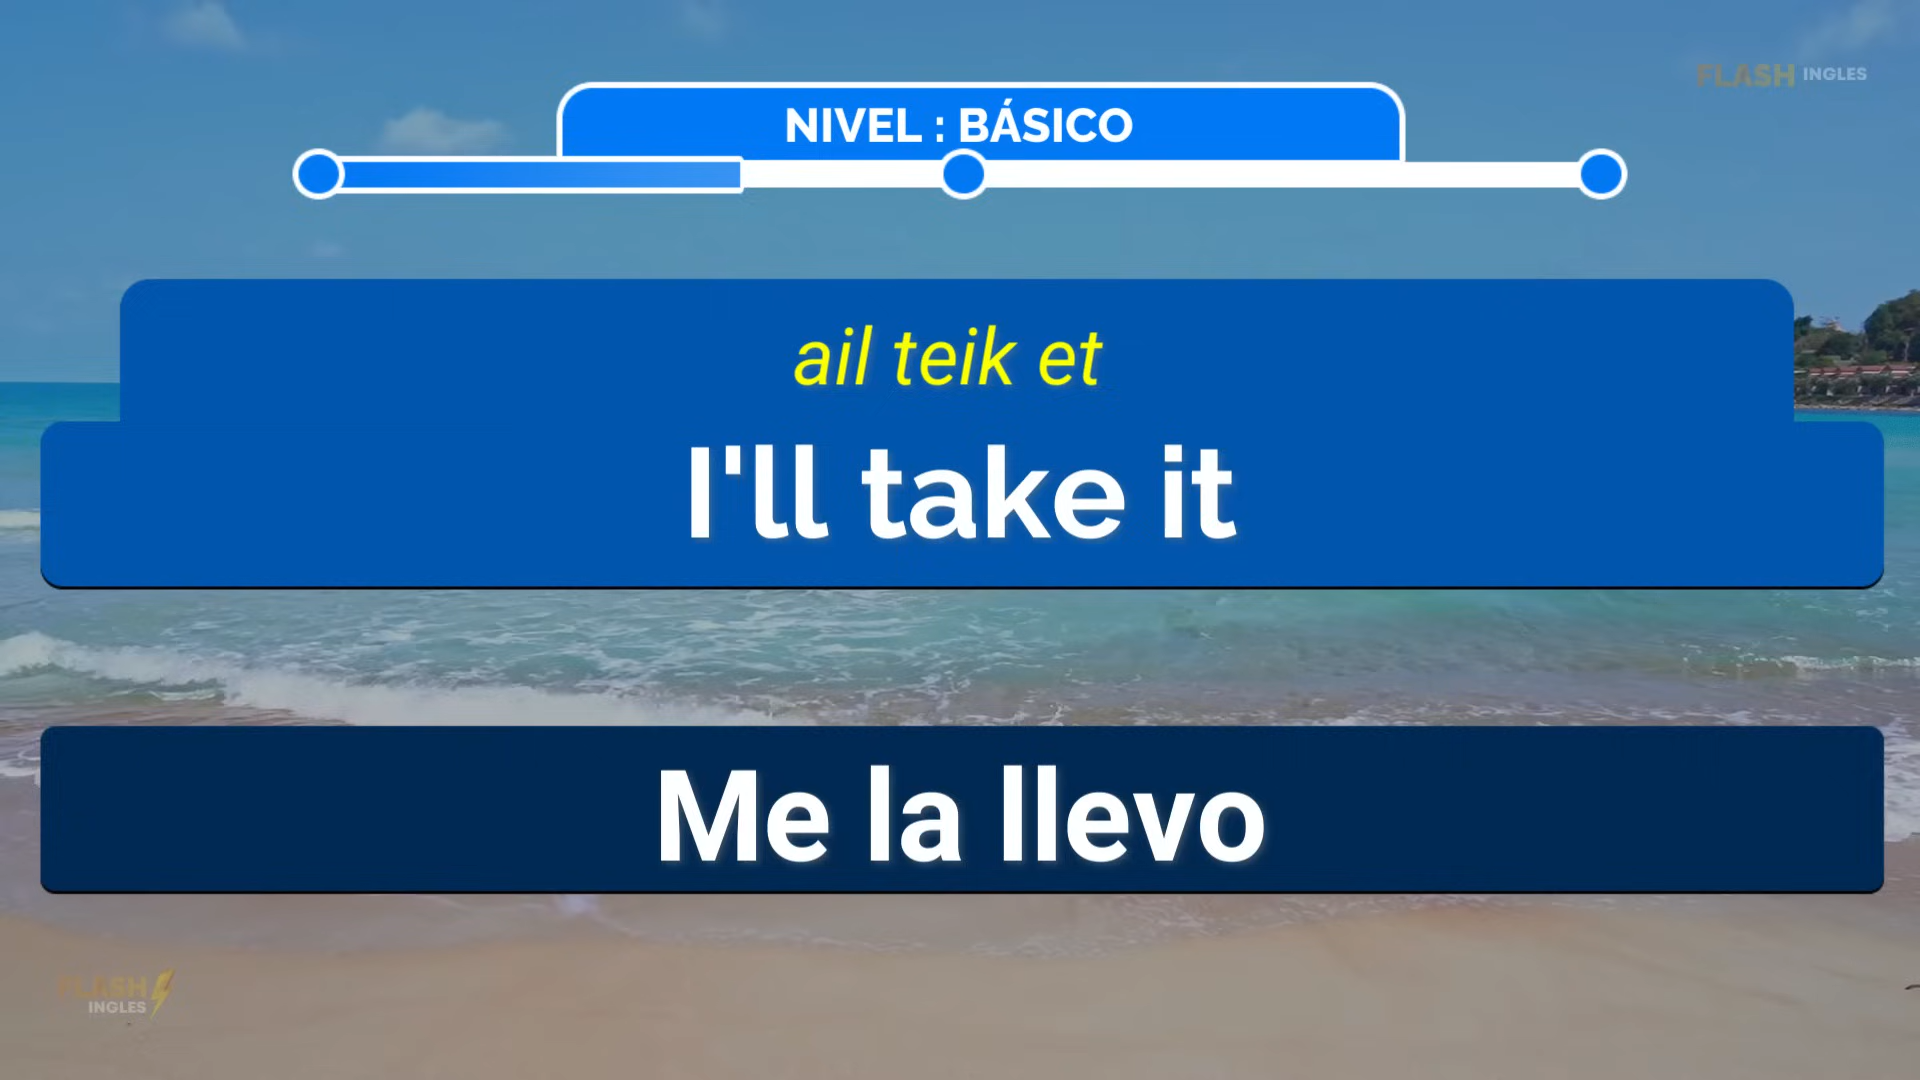 FLASH INGLES
NIVEL : BÁSICO
ail teik et
I'll take it
Me la llevo
FLASH
INGLES